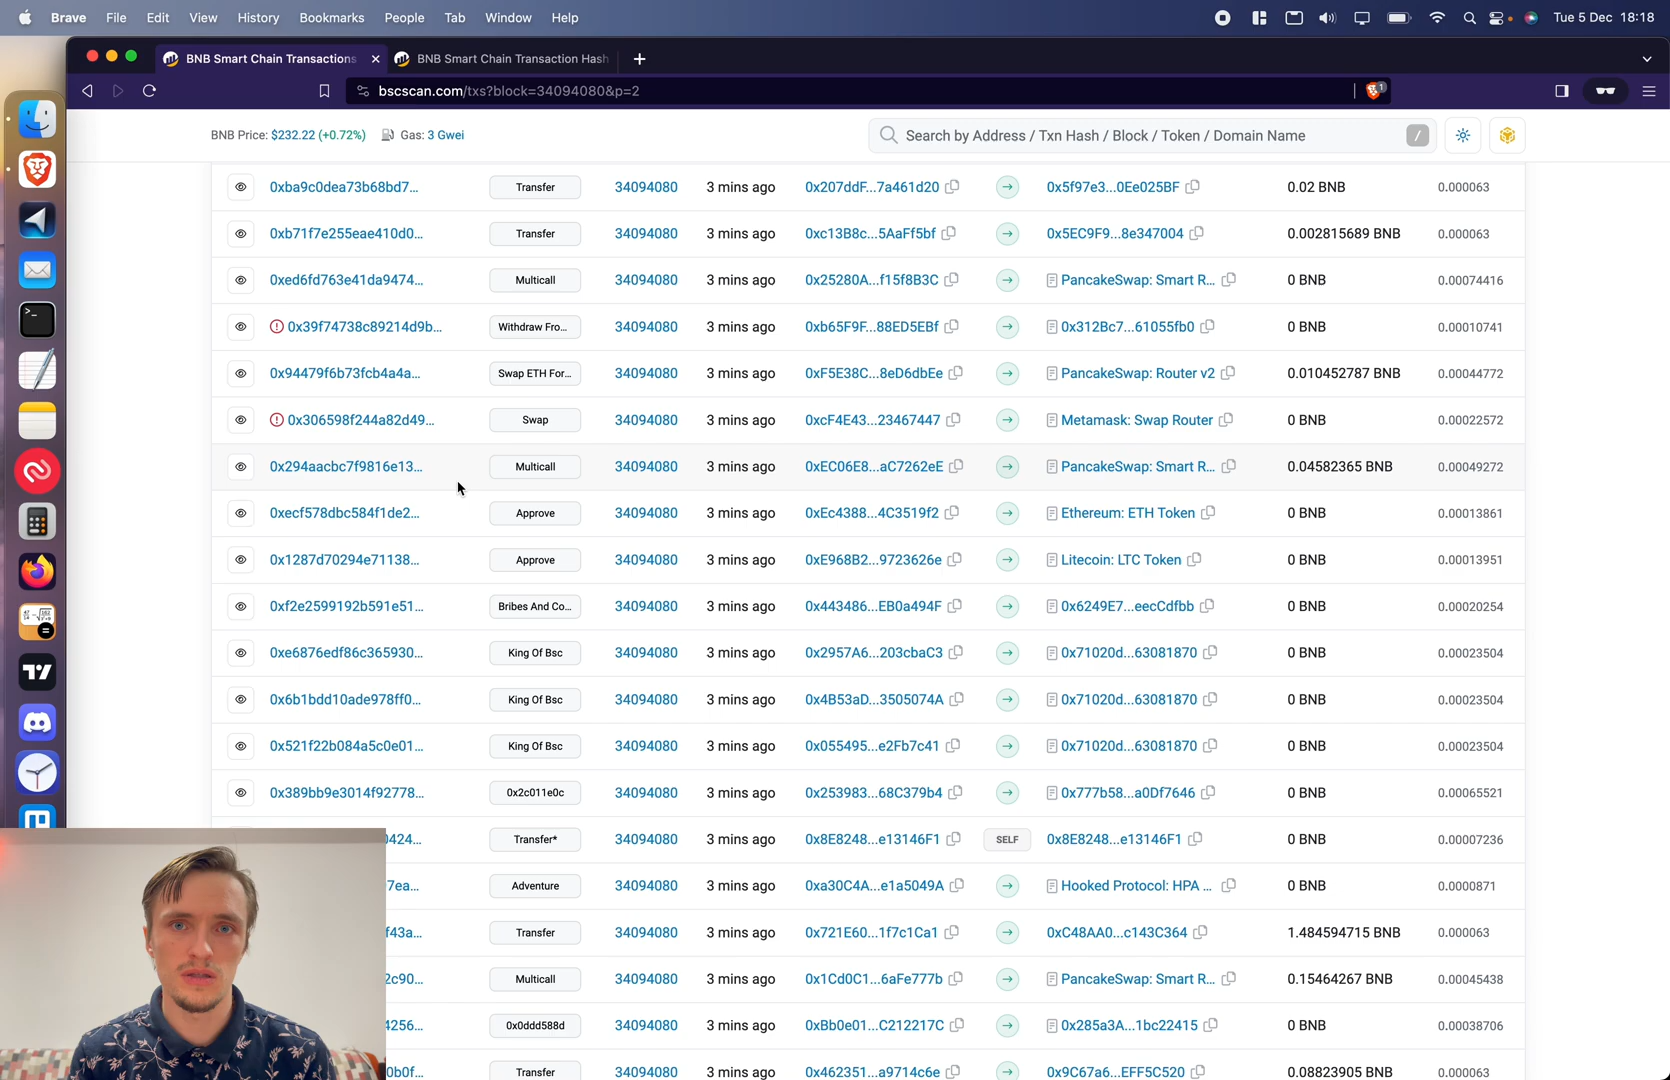 Brave File Edit View History Bookmarks People Tab Window Help Tue 5 Dec 18:18
BNB Smart Chain Transactions BNB Smart Chain Transaction Hash
bscscan.com/txs?block=34094080&p=2 1
BNB Price: $232.22 (+0.72%) Gas: 3 Gwei Search by Address / Txn Hash / Block / Token / Domain Name /
0xba9c0dea73b68bd7... Transfer 34094080 3 mins ago 0x207ddF...7a461d20 0x5f97e3...0Ee025BF 0.02 BNB 0.000063
0xb71f7e255eae410d0... Transfer 34094080 3 mins ago 0xc13B8c...5AaFf5bf 0x5EC9F9...8e347004 0.002815689 BNB 0.000063
0xed6fd763e41da9474... Multicall 34094080 3 mins ago 0x25280A...f15f8B3C PancakeSwap: Smart R... 0 BNB 0.00074416
0x39f74738c89214d9b... Withdraw Fro... 34094080 3 mins ago 0xb65F9F...88ED5EBf 0x312Bc7...61055fb0 0 BNB 0.00010741
0x94479f6b73fcb4a4a... Swap ETH For... 34094080 3 mins ago 0xF5E38C...8eD6dbEe PancakeSwap: Router v2 0.010452787 BNB 0.00044772
0x306598f244a82d49... Swap 34094080 3 mins ago 0xcF4E43...23467447 Metamask: Swap Router 0 BNB 0.00022572
0x294aacbc7f9816e13... Multicall 34094080 3 mins ago 0xEC06E8...aC7262eE PancakeSwap: Smart R... 0.04582365 BNB 0.00049272
0xecf578dbc584f1de2... Approve 34094080 3 mins ago 0xEc4388...4C3519f2 Ethereum: ETH Token 0 BNB 0.00013861
0x1287d70294e71138... Approve 34094080 3 mins ago 0xE968B2...9723626e Litecoin: LTC Token 0 BNB 0.00013951
0xf2e2599192b591e51... Bribes And Co... 34094080 3 mins ago 0x443486...EB0a494F 0x6249E7...eecCdfbb 0 BNB 0.00020254
0xe6876edf86c365930... King Of Bsc 34094080 3 mins ago 0x2957A6...203cbaC3 0x71020d...63081870 0 BNB 0.00023504
0x6b1bdd10ade978ff0... King Of Bsc 34094080 3 mins ago 0x4B53aD...3505074A 0x71020d...63081870 0 BNB 0.00023504
0x521f22b084a5c0e01... King Of Bsc 34094080 3 mins ago 0x055495...e2Fb7c41 0x71020d...63081870 0 BNB 0.00023504
0x389bb9e3014f92778... 0x2c011e0c 34094080 3 mins ago 0x253983...68C379b4 0x777b58...a0Df7646 0 BNB 0.00065521
0424... Transfer* 34094080 3 mins ago 0x8E8248...e13146F1 SELF 0x8E8248...e13146F1 0 BNB 0.00007236
7ea... Adventure 34094080 3 mins ago 0xa30C4A...e1a5049A Hooked Protocol: HPA ... 0 BNB 0.0000871
f43a... Transfer 34094080 3 mins ago 0x721E60...1f7c1Ca1 0xC48AA0...c143C364 1.484594715 BNB 0.000063
2c90... Multicall 34094080 3 mins ago 0x1Cd0C1...6aFe777b PancakeSwap: Smart R... 0.15464267 BNB 0.00045438
4256... 0x0ddd588d 34094080 3 mins ago 0xBb0e01...C212217C 0x285a3A...1bc22415 0 BNB 0.00038706
0b0f... Transfer 34094080 3 mins ago 0x462351...a9714c6e 0x9C67a6...EFF5C520 0.08823905 BNB 0.000063